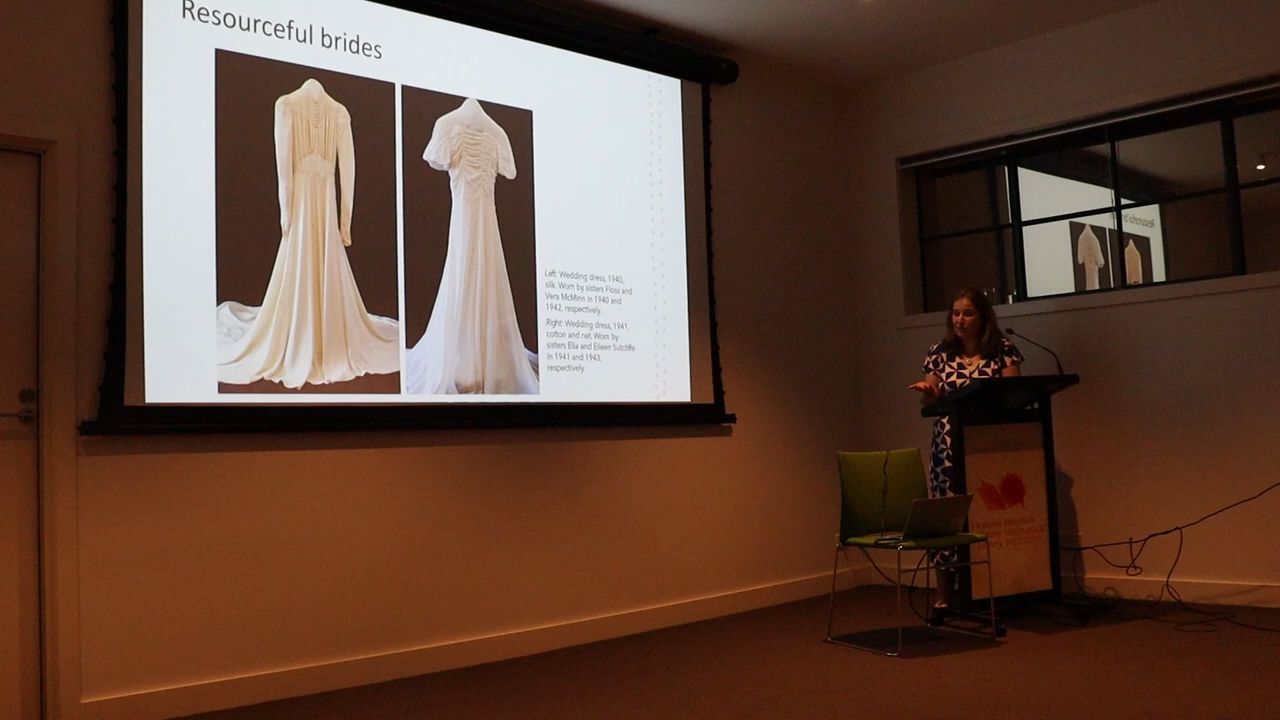 Resourceful brides
Left: Wedding dress, 1940,
silk. Worn by sisters Floss and
Vera McMinn in 1940 and
1942, respectively.
Right: Wedding dress, 1941,
cotton and net. Worn by
sisters Ella and Eileen Sutcliffe
in 1941 and 1943,
respectively.